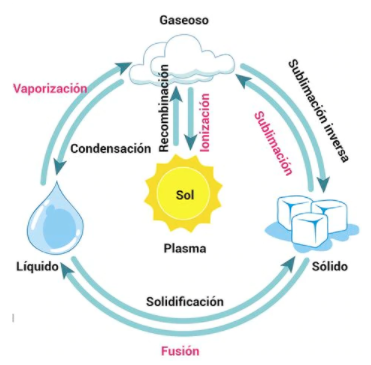 Gaseoso
Vaporización
Recombinación
Ionización
Sublimación inversa
Sublimación
Condensación
Sol
Plasma
Líquido
Sólido
Solidificación
Fusión